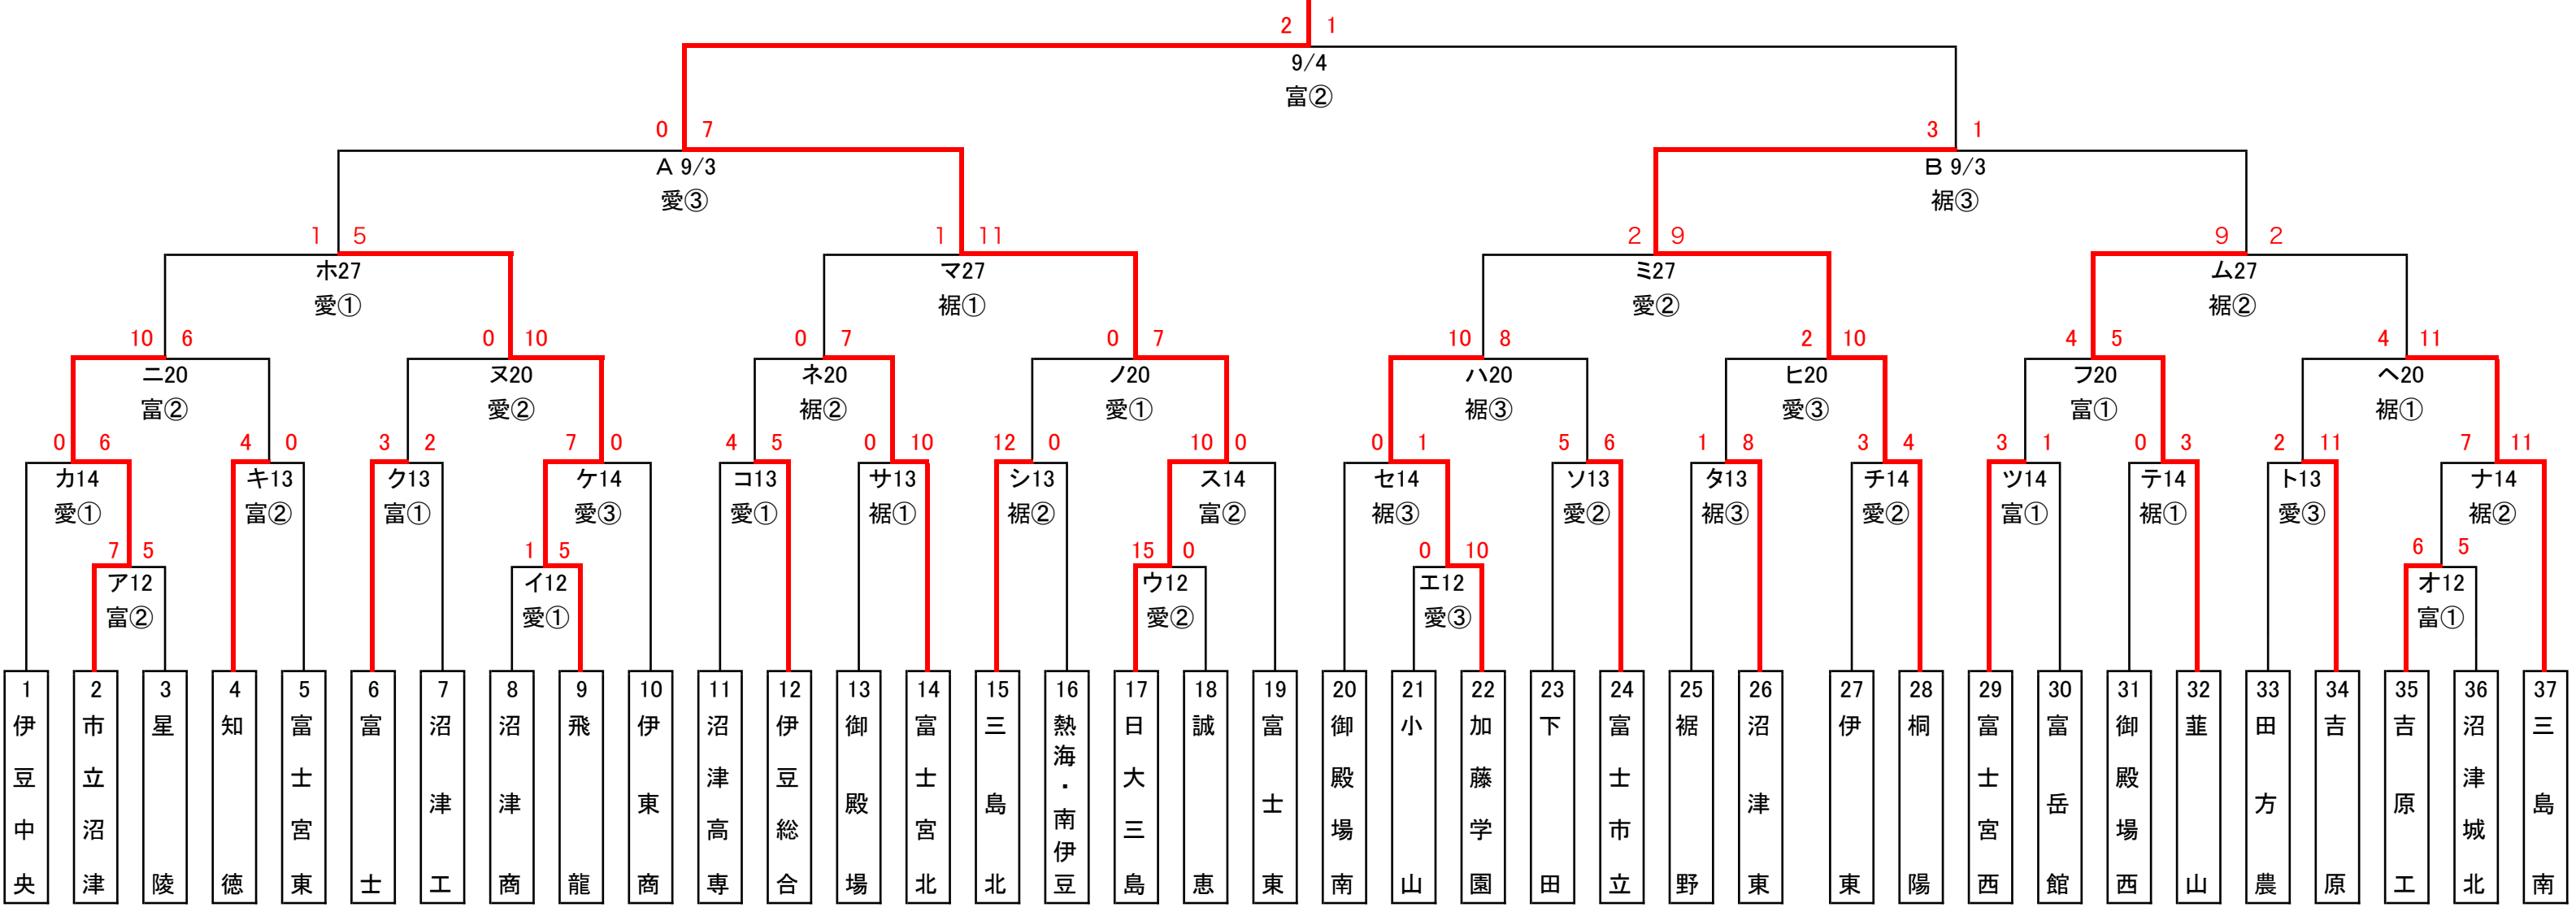 2 1
9/4
富②
0 7 3 1
A 9/3 B 9/3
愛③ 裾③
1 5 1 11 2 9 9 2
ホ27 マ27 ミ27 ム27
愛① 裾① 愛② 裾②
10 6 0 10 0 7 0 7 10 8 2 10 4 5 4 11
ニ20 ヌ20 ネ20 ノ20 ハ20 ヒ20 フ20 ヘ20
富② 愛② 裾② 愛① 裾③ 愛③ 富① 裾①
0 6 4 0 3 2 7 0 4 5 0 10 12 0 10 0 0 1 5 6 1 8 3 4 3 1 0 3 2 11 7 11
カ14 キ13 ク13 ケ14 コ13 サ13 シ13 ス14 セ14 ソ13 タ13 チ14 ツ14 テ14 ト13 ナ14
愛① 富② 富① 愛③ 愛① 裾① 裾② 富② 裾③ 愛② 裾③ 愛② 富① 裾① 愛③ 裾②
7 5 1 5 15 0 0 10 6 5
ア12 イ12 ウ12 エ12 オ12
富② 愛① 愛② 愛③ 富①
1 伊豆中央
2 市立沼津
3 星陵
4 知徳
5 富士宮東
6 富士
7 沼津工
8 沼津商
9 飛龍
10 伊東商
11 沼津高専
12 伊豆総合
13 御殿場
14 富士宮北
15 三島北
16 熱海・南伊豆
17 日大三島
18 誠恵
19 富士東
20 御殿場南
21 小山
22 加藤学園
23 下田
24 富士市立
25 裾野
26 沼津東
27 伊東
28 桐陽
29 富士宮西
30 富岳館
31 御殿場西
32 韮山
33 田方農
34 吉原
35 吉原工
36 沼津城北
37 三島南